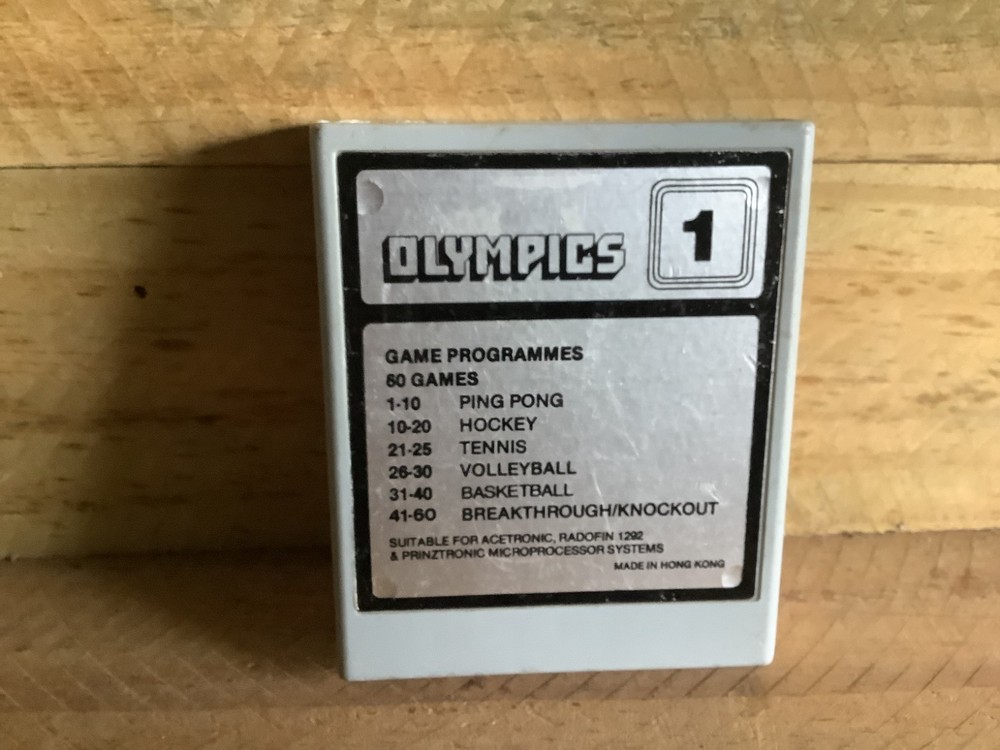 OLYMPICS 1
GAME PROGRAMMES
60 GAMES
1-10 PING PONG
10-20 HOCKEY
21-25 TENNIS
26-30 VOLLEYBALL
31-40 BASKETBALL
41-60 BREAKTHROUGH/KNOCKOUT
SUITABLE FOR ACETRONIC, RADOFIN 1292
& PRINZTRONIC MICROPROCESSOR SYSTEMS
MADE IN HONG KONG